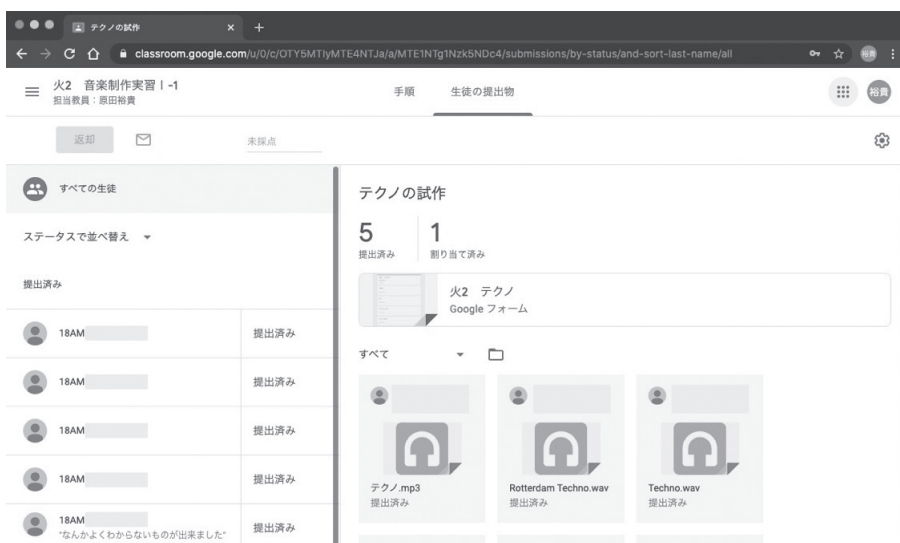 テクノの試作
classroom.google.com/u/0/c/OTY5MTIyMTE4NTJa/a/MTE1NTg1Nzk5NDc4/submissions/by-status/and-sort-last-name/all
裕貴
火2 音楽制作実習Ⅰ-1
担当教員：原田裕貴
手順
生徒の提出物
裕貴
返却
未採点
すべての生徒
ステータスで並べ替え
提出済み
18AM
提出済み
18AM
提出済み
18AM
提出済み
18AM
提出済み
18AM
"なんかよくわからないものが出来ました"
提出済み
テクノの試作
5
提出済み
1
割り当て済み
火2 テクノ
Google フォーム
すべて
テクノ.mp3
提出済み
Rotterdam Techno.wav
提出済み
Techno.wav
提出済み